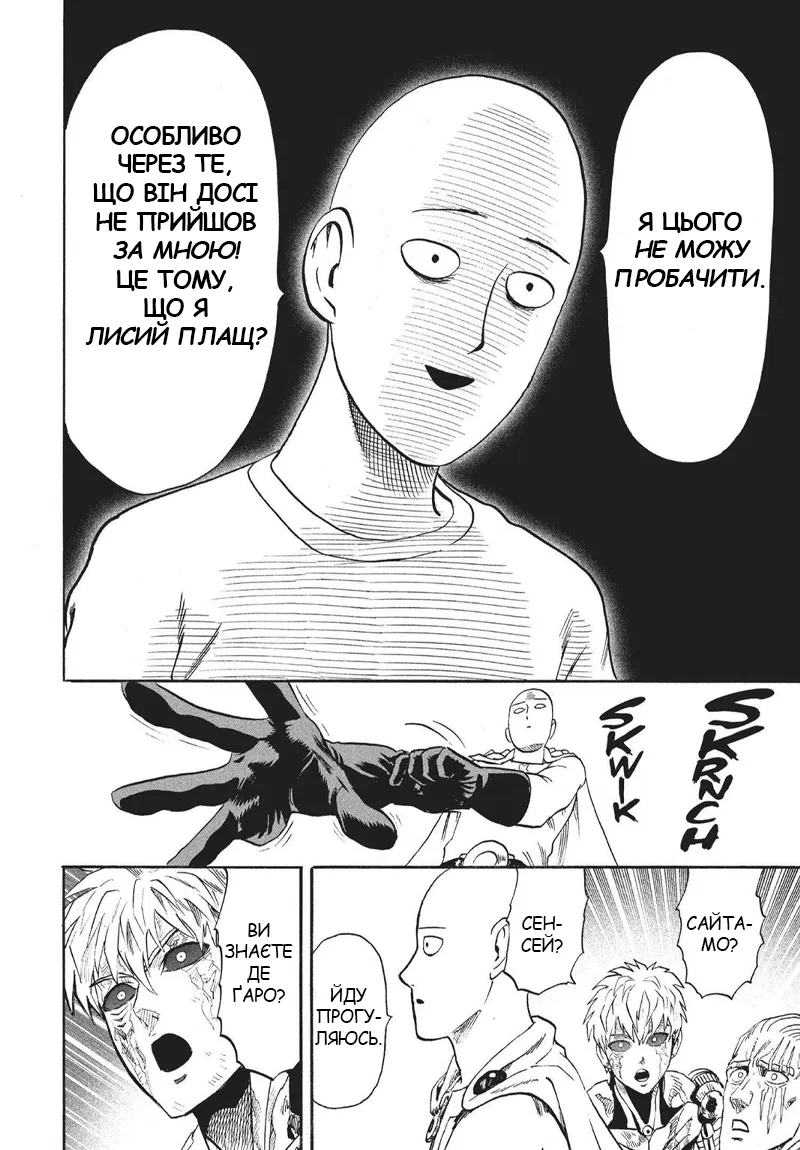 Я ЦЬОГО
НЕ МОЖУ
ПРОБАЧИТИ.
ОСОБЛИВО
ЧЕРЕЗ ТЕ,
ЩО ВІН ДОСІ
НЕ ПРИЙШОВ
ЗА МНОЮ!
ЦЕ ТОМУ,
ЩО Я
ЛИСИЙ ПЛАЩ?
SKRNCH
SKWIK
САЙТА-
МО?
СЕН-
СЕЙ?
ЙДУ
ПРОГУ-
ЛЯЮСЬ.
ВИ
ЗНАЄТЕ
ДЕ
ҐАРО?